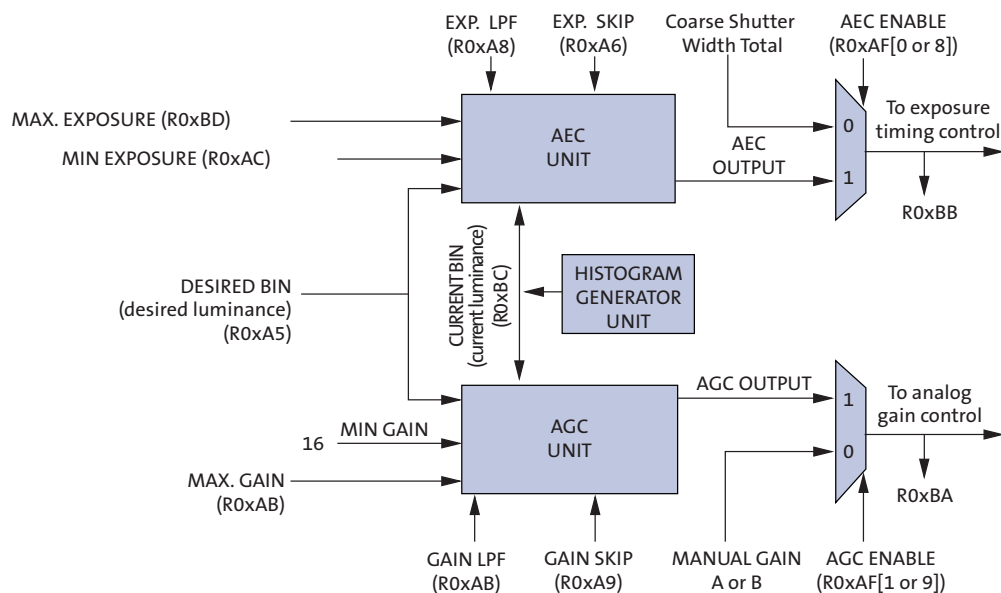 EXP. LPF
(R0xA8)
EXP. SKIP
(R0xA6)
Coarse Shutter
Width Total
AEC ENABLE
(R0xAF[0 or 8])
MAX. EXPOSURE (R0xBD)
MIN EXPOSURE (R0xAC)
AEC
UNIT
AEC
OUTPUT
0
1
To exposure
timing control
R0xBB
DESIRED BIN
(desired luminance)
(R0xA5)
CURRENT BIN
(current luminance)
(R0xBC)
HISTOGRAM
GENERATOR
UNIT
16
MIN GAIN
MAX. GAIN
(R0xAB)
AGC
UNIT
AGC OUTPUT
1
0
To analog
gain control
R0xBA
GAIN LPF
(R0xAB)
GAIN SKIP
(R0xA9)
MANUAL GAIN
A or B
AGC ENABLE
(R0xAF[1 or 9])